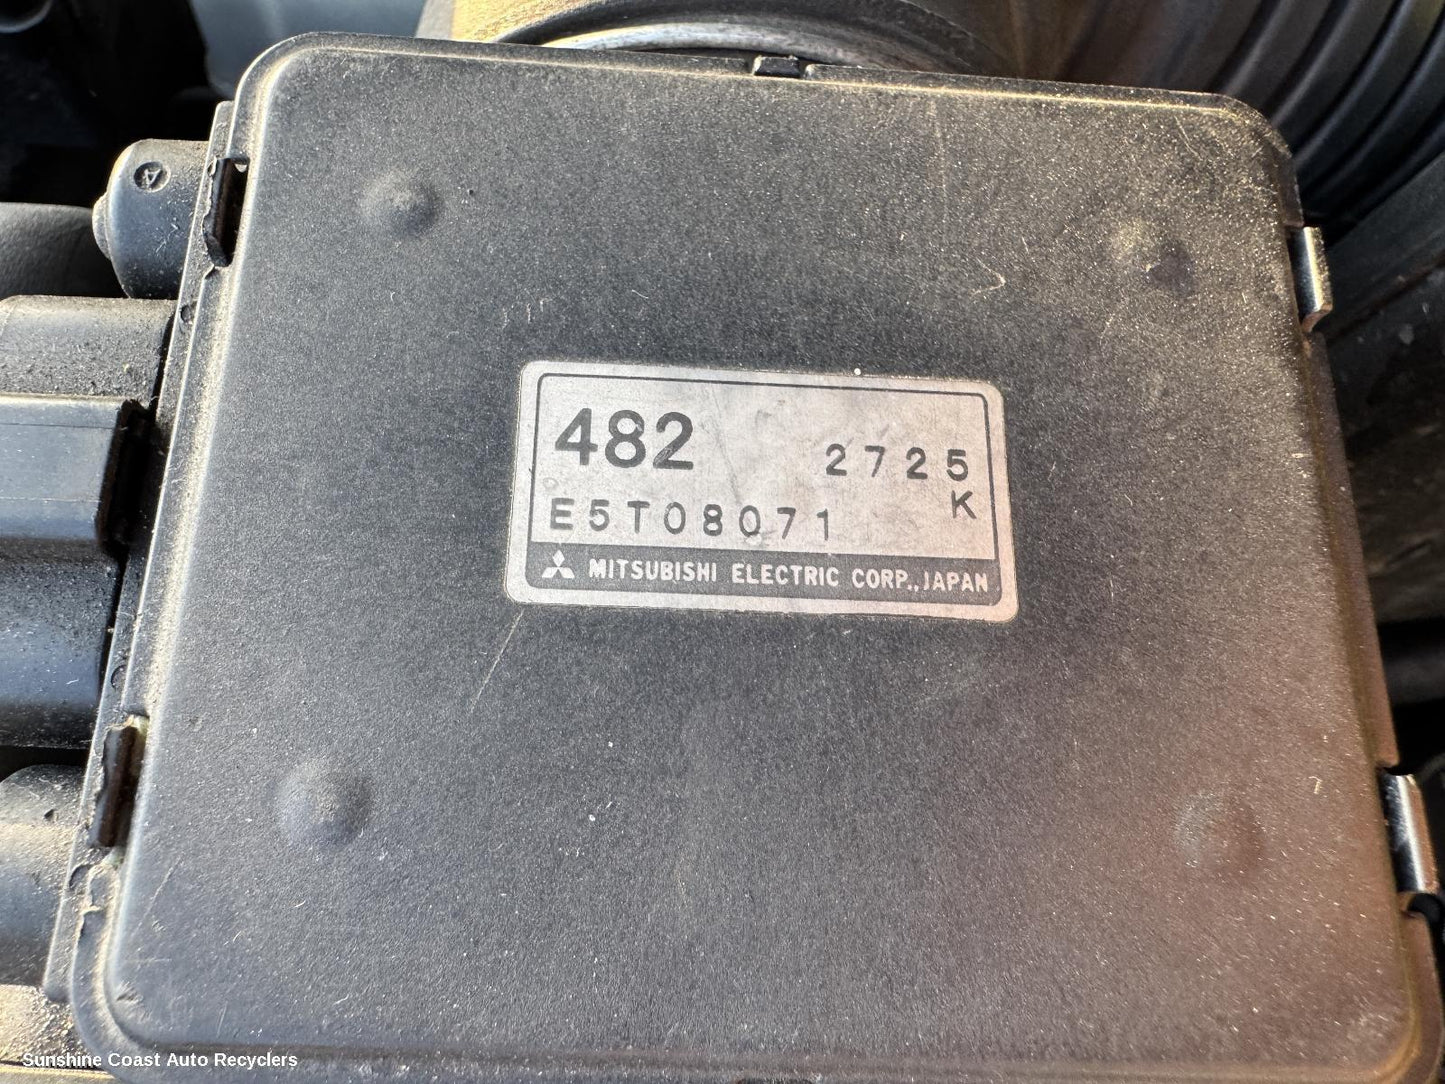 482 2725
K
E5T08071
MITSUBISHI ELECTRIC CORP., JAPAN
Sunshine Coast Auto Recyclers